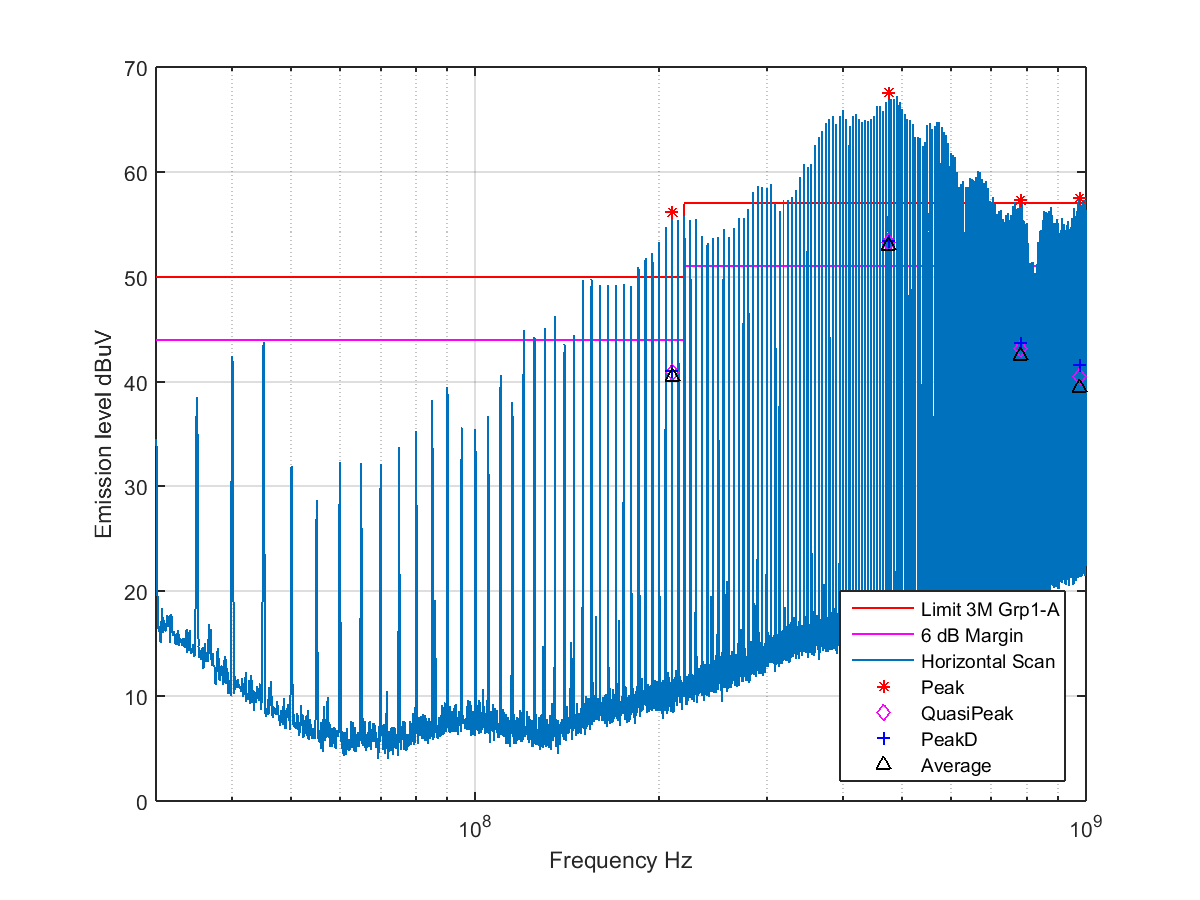 70
60
50
40
30
20
10
0
Emission level dBuV
10^8
10^9
Frequency Hz
Limit 3M Grp1-A
6 dB Margin
Horizontal Scan
Peak
QuasiPeak
PeakD
Average